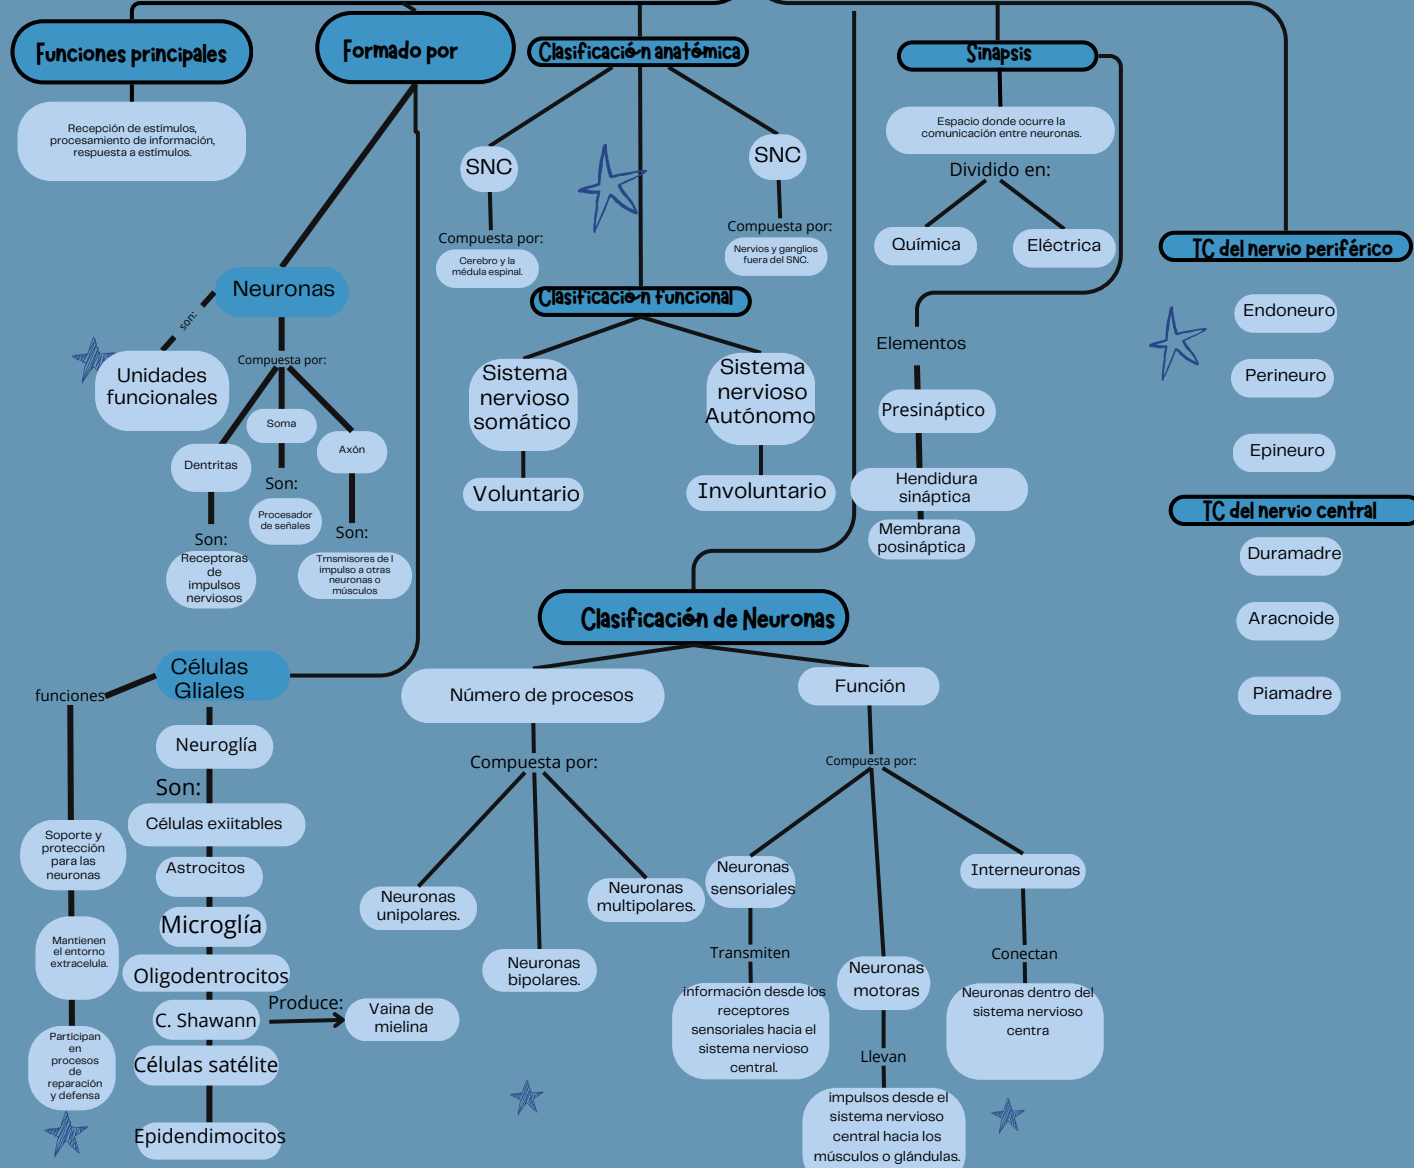 Funciones principales
Recepción de estímulos,
procesamiento de información,
respuesta a estímulos.
Formado por
Neuronas
son:
Unidades
funcionales
Compuesta por:
Dentritas
Son:
Receptoras
de
impulsos
nerviosos
Soma
Son:
Procesador
de señales
Axón
Son:
Trnsmisores de l
impulso a otras
neuronas o
músculos
Células
Gliales
funciones
Soporte y
protección
para las
neuronas
Mantienen
el entorno
extracelula.
Participan
en
procesos
de
reparación
y defensa
Neuroglía
Son:
Células exiitables
Astrocitos
Microglía
Oligodentrocitos
C. Shawann
Produce:
Vaina de
mielina
Células satélite
Epidendimocitos
Clasificación anatómica
SNC
Compuesta por:
Cerebro y la
médula espinal.
SNC
Compuesta por:
Nervios y ganglios
fuera del SNC.
Clasificación funcional
Sistema
nervioso
somático
Voluntario
Sistema
nervioso
Autónomo
Involuntario
Clasificación de Neuronas
Número de procesos
Compuesta por:
Neuronas
unipolares.
Neuronas
bipolares.
Neuronas
multipolares.
Función
Compuesta por:
Neuronas
sensoriales
Transmiten
información desde los
receptores
sensoriales hacia el
sistema nervioso
central.
Neuronas
motoras
Llevan
impulsos desde el
sistema nervioso
central hacia los
músculos o glándulas.
Interneuronas
Conectan
Neuronas dentro del
sistema nervioso
centra
Sinapsis
Espacio donde ocurre la
comunicación entre neuronas.
Dividido en:
Química
Eléctrica
Elementos
Presináptico
Hendidura
sináptica
Membrana
posináptica
TC del nervio periférico
Endoneuro
Perineuro
Epineuro
TC del nervio central
Duramadre
Aracnoide
Piamadre